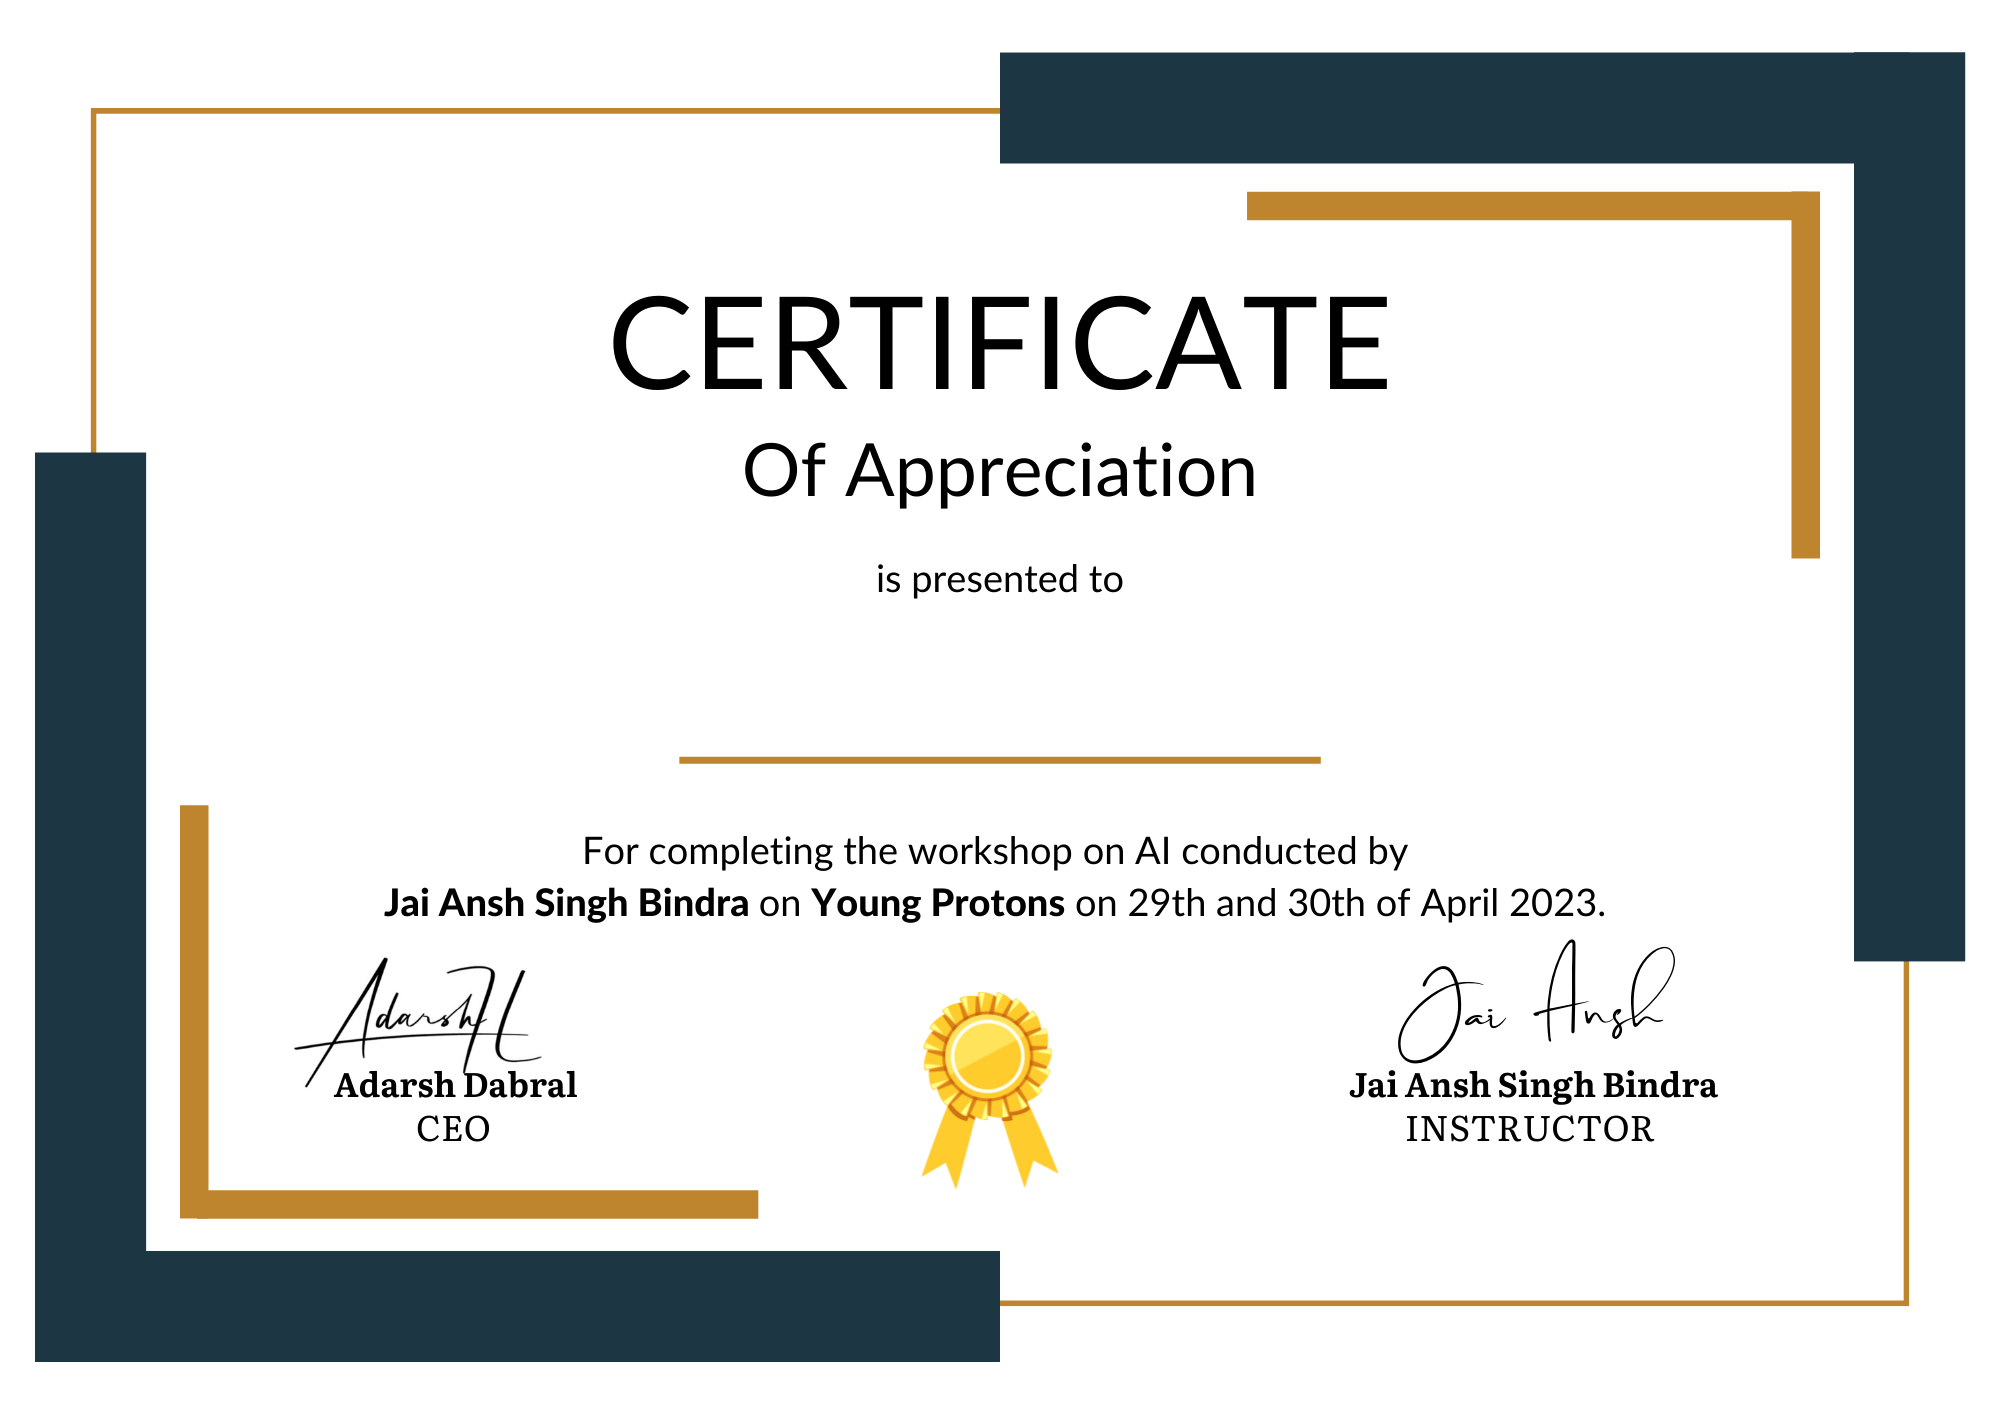 CERTIFICATE
Of Appreciation
is presented to
For completing the workshop on AI conducted by
Jai Ansh Singh Bindra on Young Protons on 29th and 30th of April 2023.
Adarsh
Jai Ansh
Adarsh Dabral
Jai Ansh Singh Bindra
CEO
INSTRUCTOR